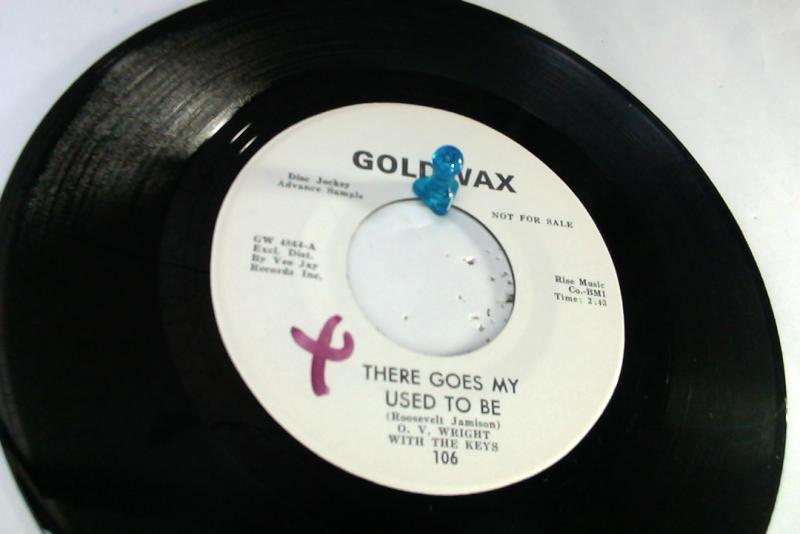 GOLDWAX
Disc Jockey
Advance Sample
NOT FOR SALE
GW 4864-A
Excl. Dist.
By Vee Jay
Records Inc.
Rise Music
Co.-BMI
Time: 2:43
THERE GOES MY
USED TO BE
(Roosevelt Jamison)
O. V. WRIGHT
WITH THE KEYS
106